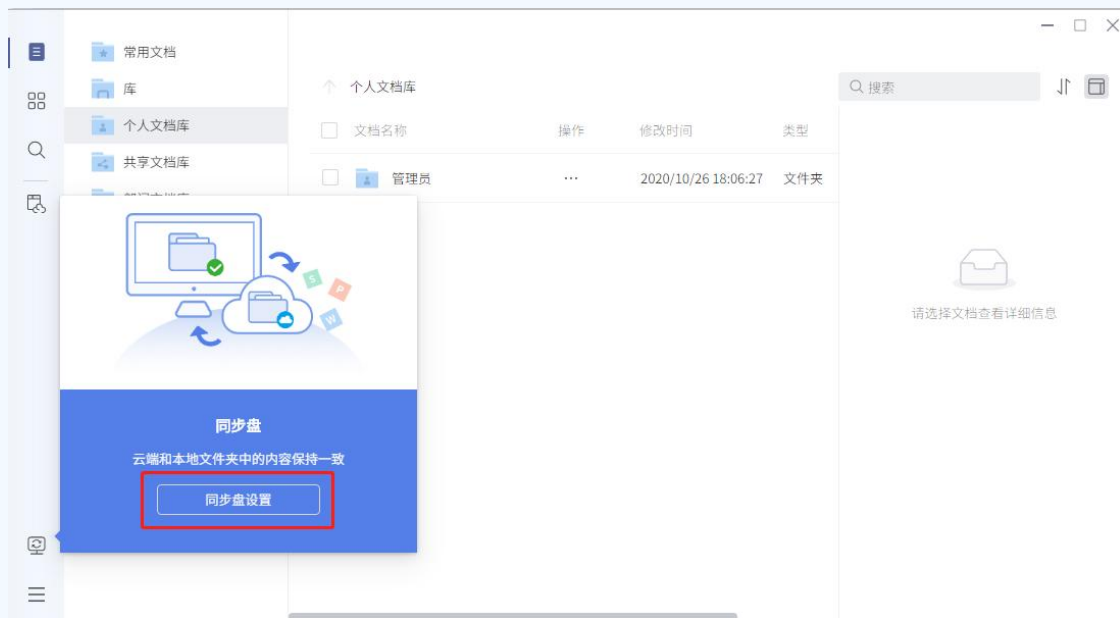 常用文档
库
个人文档库
共享文档库
个人文档库
搜索
文档名称 操作 修改时间 类型
管理员 ... 2020/10/26 18:06:27 文件夹
请选择文档查看详细信息
S
P
W
同步盘
云端和本地文件夹中的内容保持一致
同步盘设置